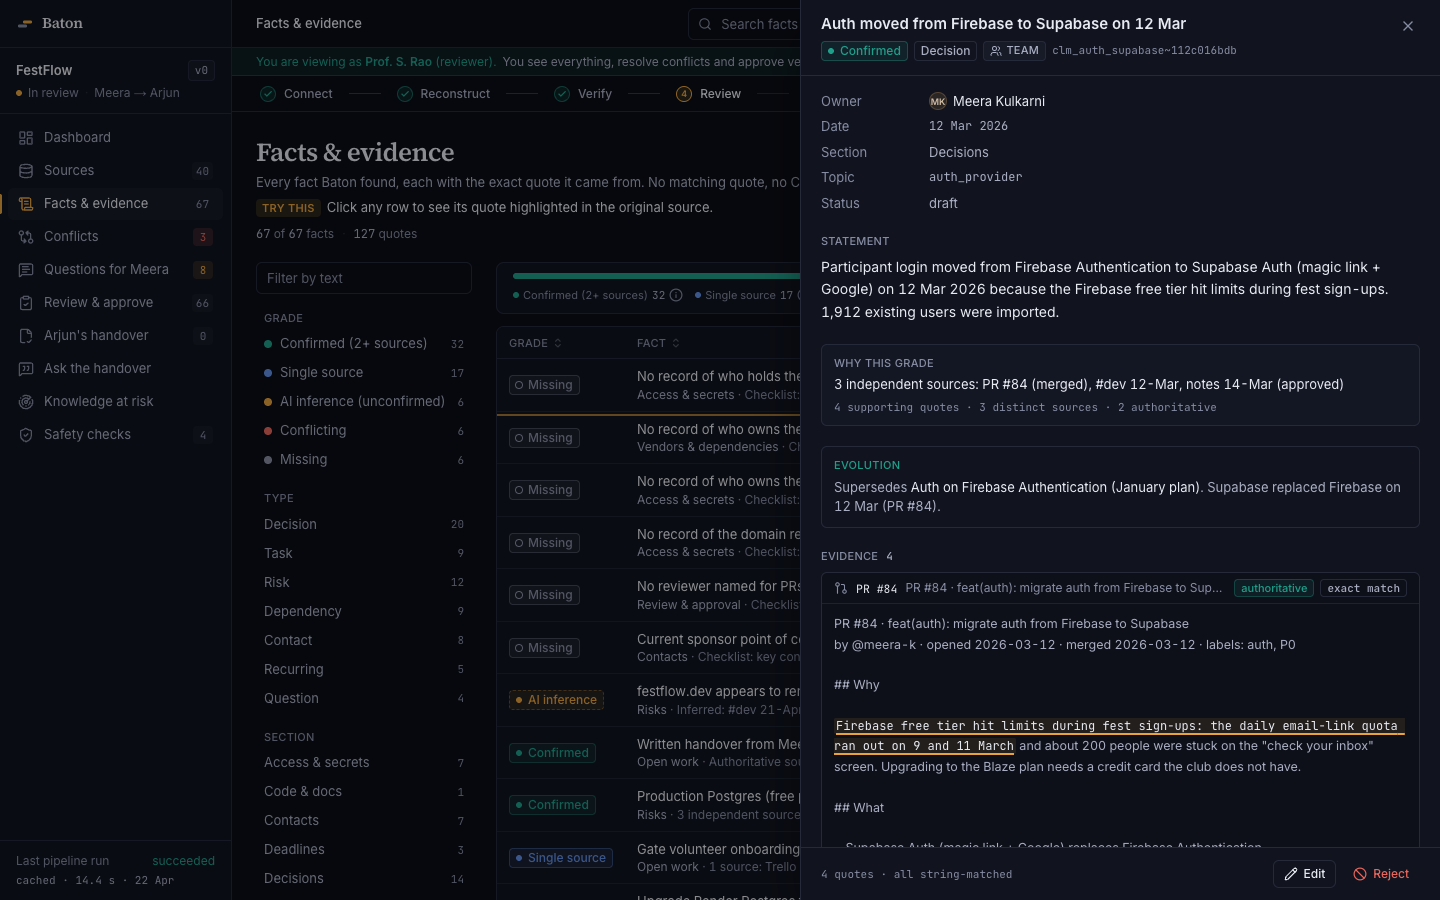 Baton
FestFlow
v0
In review · Meera → Arjun
Dashboard
Sources 40
Facts & evidence 67
Conflicts 3
Questions for Meera 8
Review & approve 66
Arjun's handover 0
Ask the handover
Knowledge at risk
Safety checks 4
Last pipeline run succeeded
cached · 14.4 s · 22 Apr
Facts & evidence
Search facts
You are viewing as Prof. S. Rao (reviewer). You see everything, resolve conflicts and approve ve
Connect
Reconstruct
Verify
4 Review
Facts & evidence
Every fact Baton found, each with the exact quote it came from. No matching quote, no C
TRY THIS Click any row to see its quote highlighted in the original source.
67 of 67 facts 127 quotes
Filter by text
GRADE
Confirmed (2+ sources) 32
Single source 17
AI inference (unconfirmed) 6
Conflicting 6
Missing 6
TYPE
Decision 20
Task 9
Risk 12
Dependency 9
Contact 8
Recurring 5
Question 4
SECTION
Access & secrets 7
Code & docs 1
Contacts 7
Deadlines 3
Decisions 14
Confirmed (2+ sources) 32 Single source 17
GRADE FACT
Missing
No record of who holds the
Access & secrets · Checklist:
Missing
No record of who owns the
Vendors & dependencies · Ch
Missing
No record of who owns the
Access & secrets · Checklist:
Missing
No record of the domain re
Access & secrets · Checklist:
Missing
No reviewer named for PRs
Review & approval · Checklis
Missing
Current sponsor point of co
Contacts · Checklist: key con
AI inference
festflow.dev appears to ren
Risks · Inferred: #dev 21-Apr
Confirmed
Written handover from Mee
Open work · Authoritative sou
Confirmed
Production Postgres (free p
Risks · 3 independent source
Single source
Gate volunteer onboarding
Open work · 1 source: Trello
Upgrade Render Postgres
Auth moved from Firebase to Supabase on 12 Mar
Confirmed Decision TEAM clm_auth_supabase~112c016bdb
Owner MK Meera Kulkarni
Date 12 Mar 2026
Section Decisions
Topic auth_provider
Status draft
STATEMENT
Participant login moved from Firebase Authentication to Supabase Auth (magic link +
Google) on 12 Mar 2026 because the Firebase free tier hit limits during fest sign-ups.
1,912 existing users were imported.
WHY THIS GRADE
3 independent sources: PR #84 (merged), #dev 12-Mar, notes 14-Mar (approved)
4 supporting quotes · 3 distinct sources · 2 authoritative
EVOLUTION
Supersedes Auth on Firebase Authentication (January plan). Supabase replaced Firebase on
12 Mar (PR #84).
EVIDENCE 4
PR #84 PR #84 · feat(auth): migrate auth from Firebase to Sup... authoritative exact match
PR #84 · feat(auth): migrate auth from Firebase to Supabase
by @meera-k · opened 2026-03-12 · merged 2026-03-12 · labels: auth, P0
## Why
Firebase free tier hit limits during fest sign-ups: the daily email-link quota
ran out on 9 and 11 March and about 200 people were stuck on the "check your inbox"
screen. Upgrading to the Blaze plan needs a credit card the club does not have.
## What
- Supabase Auth (magic link + Google) replaces Firebase Authentication
4 quotes · all string-matched
Edit
Reject